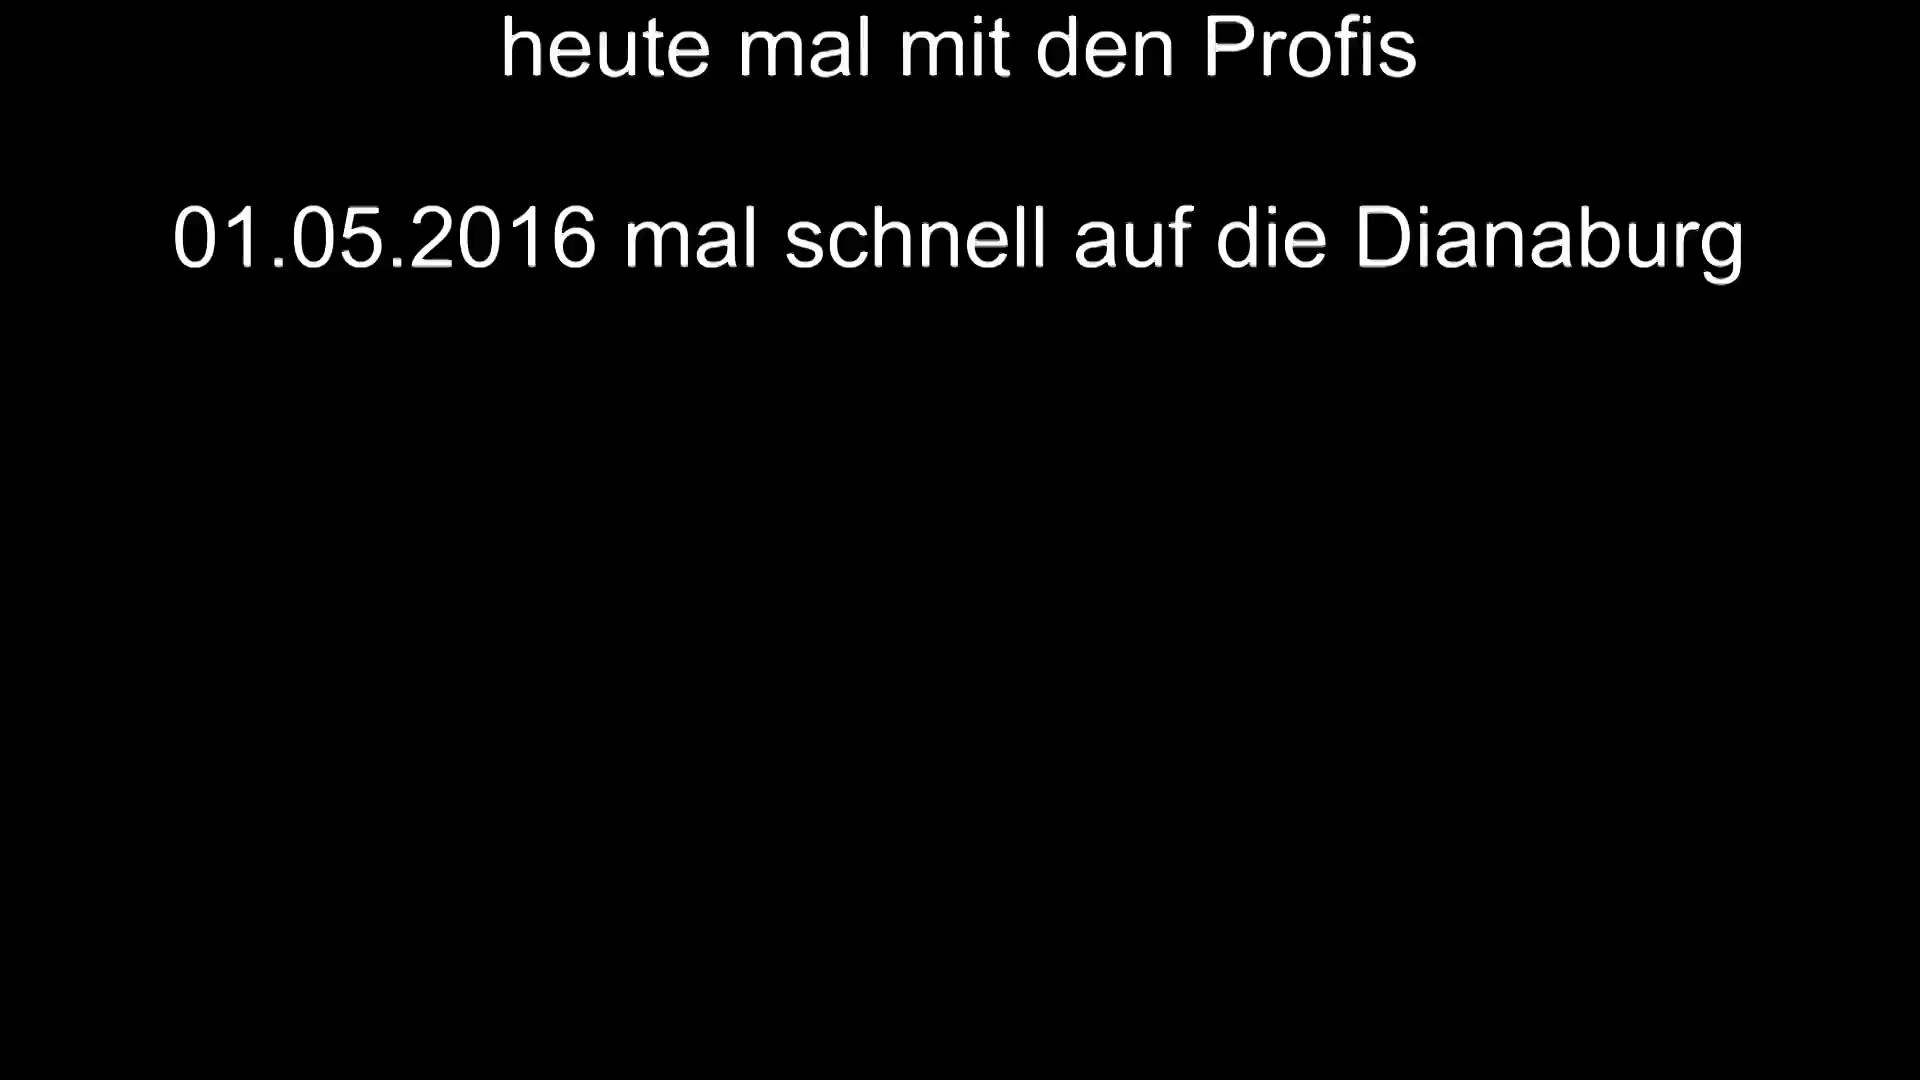 heute mal mit den Profis
01.05.2016 mal schnell auf die Dianaburg